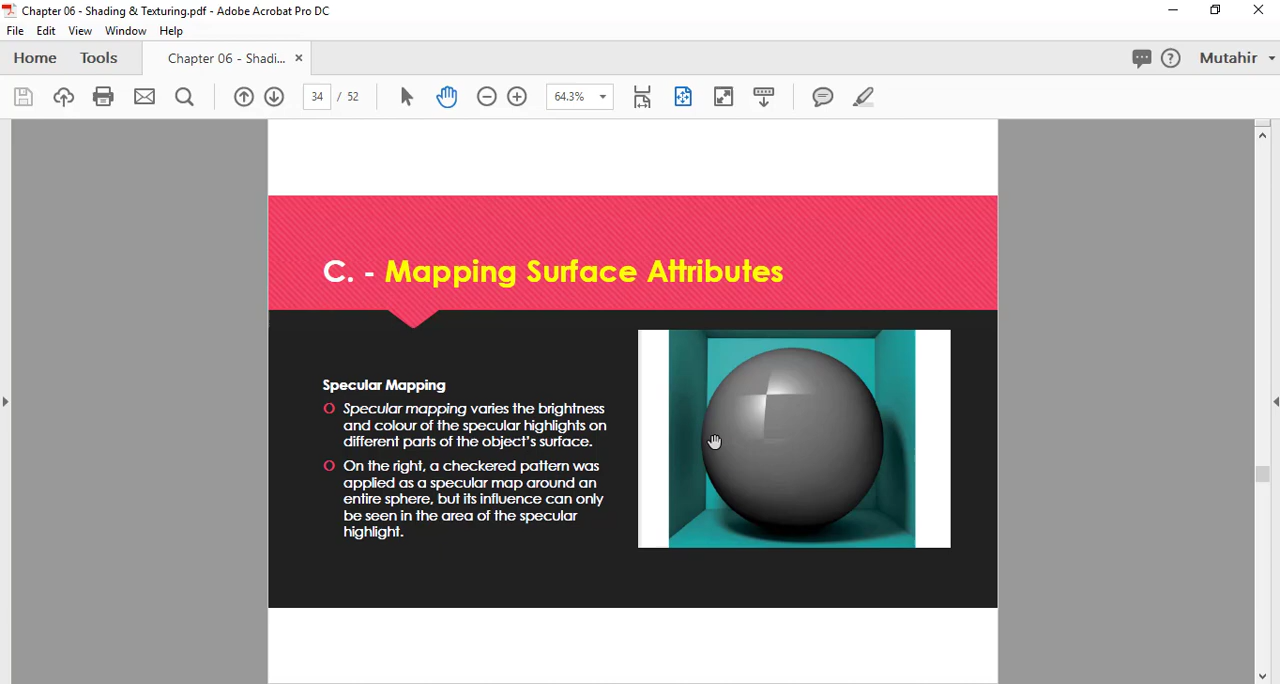 Chapter 06 - Shading & Texturing.pdf - Adobe Acrobat Pro DC
File Edit View Window Help
Home Tools Chapter 06 - Shadi... × Mutahir
34 / 52 64.3%
C. - Mapping Surface Attributes
Specular Mapping
Specular mapping varies the brightness
and colour of the specular highlights on
different parts of the object's surface.
On the right, a checkered pattern was
applied as a specular map around an
entire sphere, but its influence can only
be seen in the area of the specular
highlight.